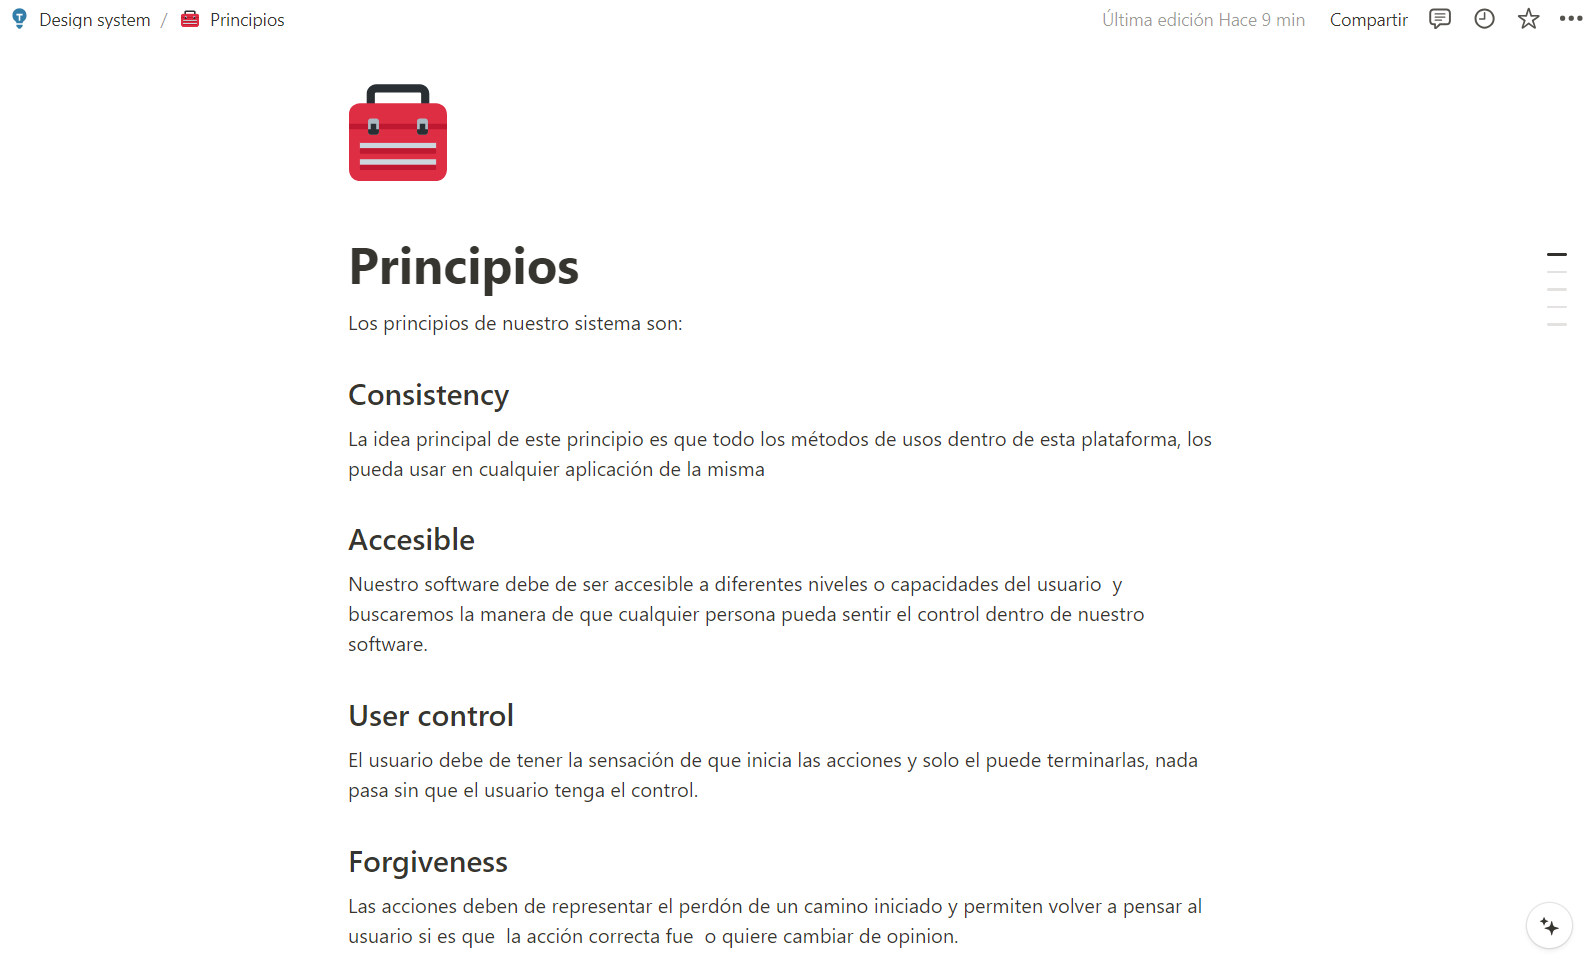 Design system / Principios
Última edición Hace 9 min Compartir
Principios
Los principios de nuestro sistema son:
Consistency
La idea principal de este principio es que todo los métodos de usos dentro de esta plataforma, los
pueda usar en cualquier aplicación de la misma
Accesible
Nuestro software debe de ser accesible a diferentes niveles o capacidades del usuario  y
buscaremos la manera de que cualquier persona pueda sentir el control dentro de nuestro
software.
User control
El usuario debe de tener la sensación de que inicia las acciones y solo el puede terminarlas, nada
pasa sin que el usuario tenga el control.
Forgiveness
Las acciones deben de representar el perdón de un camino iniciado y permiten volver a pensar al
usuario si es que  la acción correcta fue  o quiere cambiar de opinion.